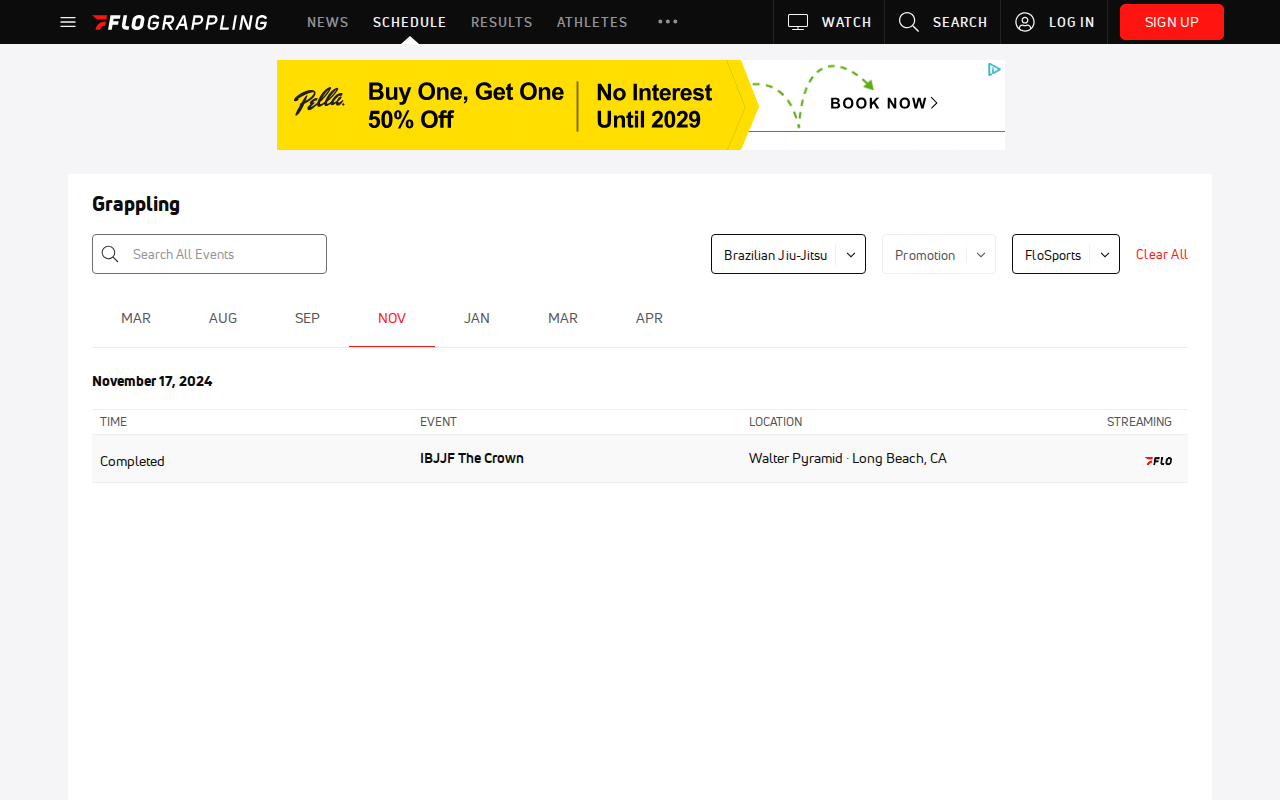 FLOGRAPPLING NEWS SCHEDULE RESULTS ATHLETES WATCH SEARCH LOG IN SIGN UP
Pella Buy One, Get One 50% Off No Interest Until 2029 BOOK NOW
Grappling
Search All Events Brazilian Jiu-Jitsu Promotion FloSports Clear All
MAR AUG SEP NOV JAN MAR APR
November 17, 2024
TIME EVENT LOCATION STREAMING
Completed IBJJF The Crown Walter Pyramid · Long Beach, CA FLO